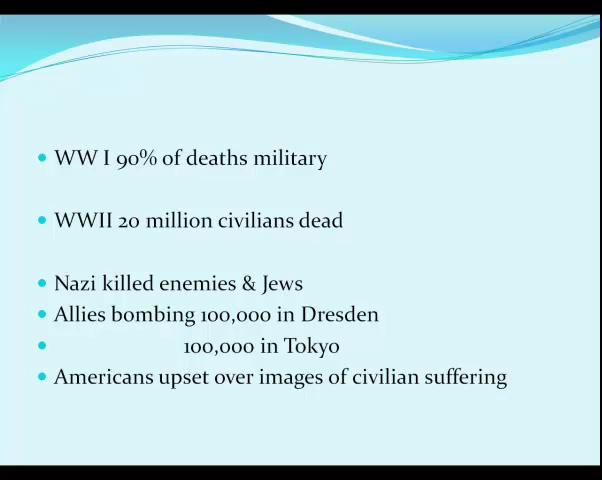 WW I 90% of deaths military
WWII 20 million civilians dead
Nazi killed enemies & Jews
Allies bombing 100,000 in Dresden
100,000 in Tokyo
Americans upset over images of civilian suffering